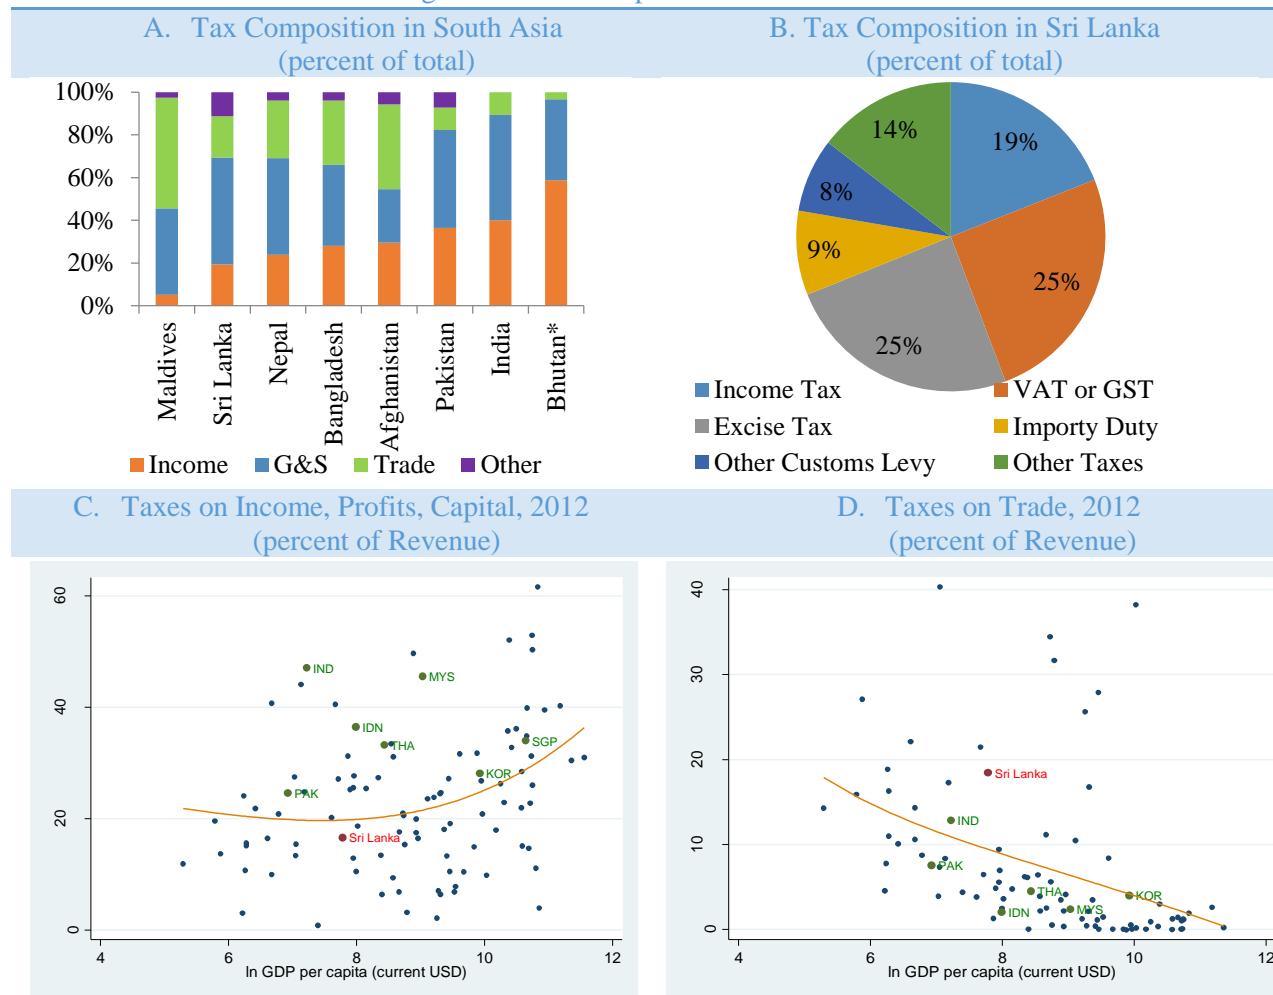 A. Tax Composition in South Asia
(percent of total)
100%
80%
60%
40%
20%
0%
Maldives
Sri Lanka
Nepal
Bangladesh
Afghanistan
Pakistan
India
Bhutan*
Income G&S Trade Other
B. Tax Composition in Sri Lanka
(percent of total)
14%
19%
8%
9%
25%
25%
Income Tax VAT or GST
Excise Tax Importy Duty
Other Customs Levy Other Taxes
C. Taxes on Income, Profits, Capital, 2012
(percent of Revenue)
60
40
20
0
IND
MYS
IDN
THA
SGP
KOR
PAK
Sri Lanka
4 6 8 10 12
ln GDP per capita (current USD)
D. Taxes on Trade, 2012
(percent of Revenue)
40
30
20
10
0
Sri Lanka
IND
PAK
THA
KOR
IDN
MYS
4 6 8 10 12
ln GDP per capita (current USD)